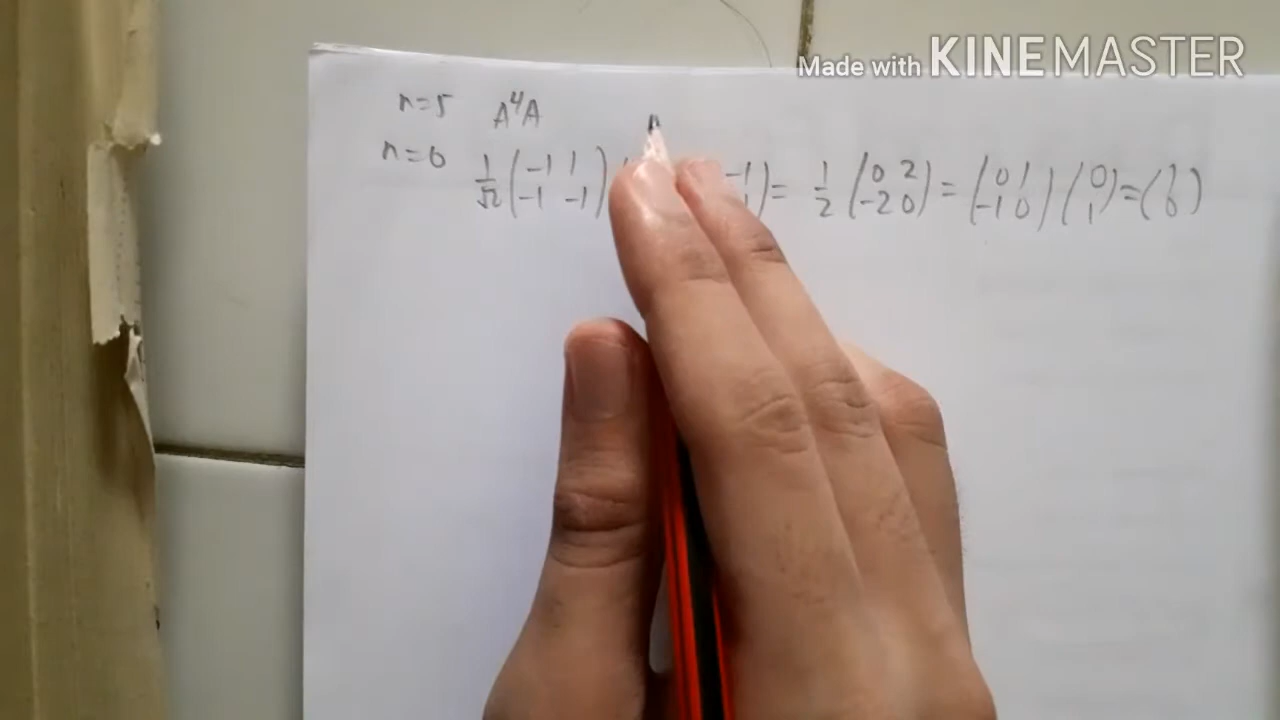 Made with KINEMASTER
n=5 A⁴A
n=6 1/√2 (-1 1 / -1 -1) = 1/2 (0 2 / -2 0) = (0 1 / -1 0) (0 / 1) = (1 / 0)